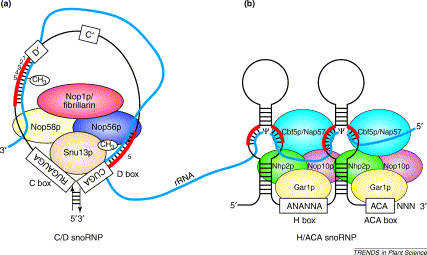 (a)
D'
C'
5
CH3
Nop1p/
fibrillarin
Nop58p
Nop56p
CH3
Snu13p
5
3'
RUGAUGA
CUGA
C box
D box
5'3'
rRNA
C/D snoRNP
(b)
Ψ
Ψ
5'
Cbf5p/Nap57
Cbf5p/Nap57
Nhp2p
Nop10p
Nhp2p
Nop10p
Gar1p
Gar1p
5'
ANANNA
ACA
NNN 3'
H box
ACA box
H/ACA snoRNP
TRENDS in Plant Science